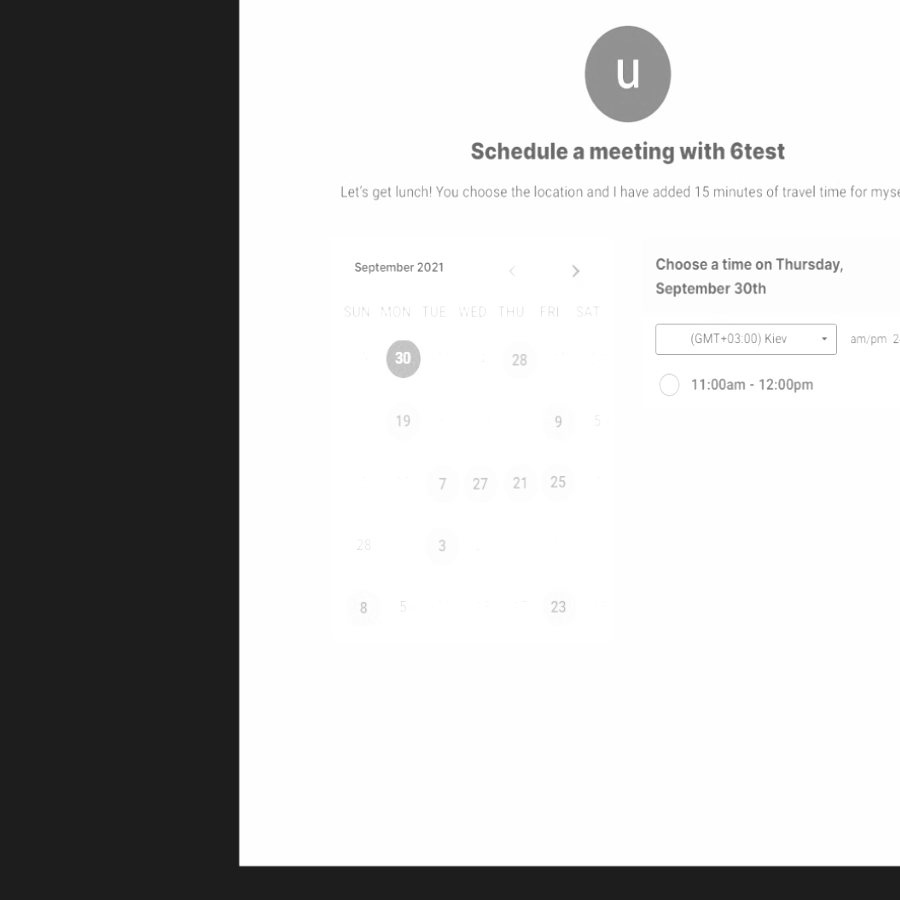 u
Schedule a meeting with 6test
Let's get lunch! You choose the location and I have added 15 minutes of travel time for
September 2021
SUN MON TUE WED THU FRI SAT
30 28
19 9 5
7 27 21 25
28 3
8 5 23
Choose a time on Thursday,
September 30th
(GMT+03:00) Kiev am/pm
11:00am - 12:00pm